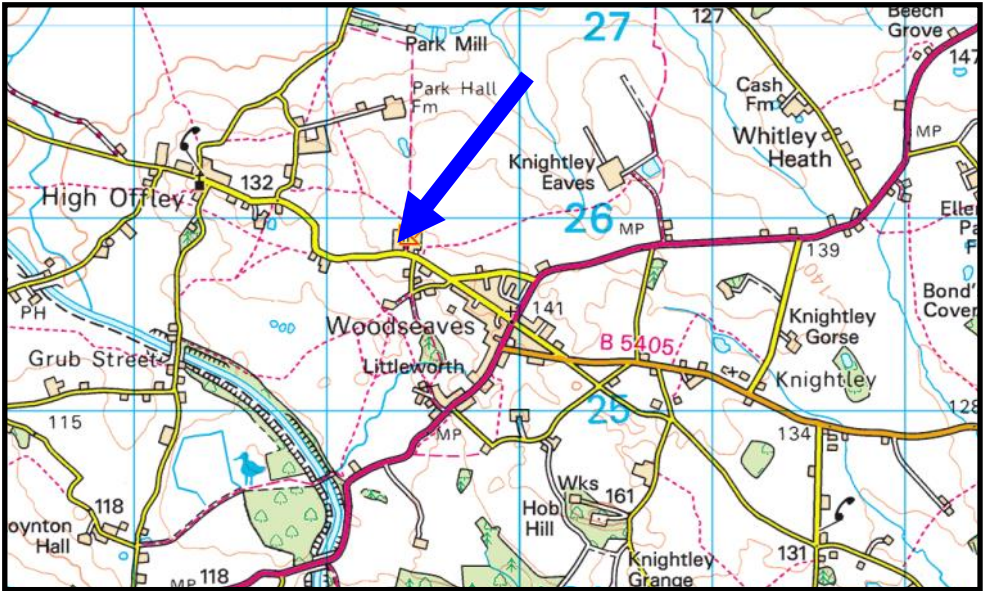 127
Beech
Grove
27
147
Park Mill
Park Hall
Fm
Cash
Fm
MP
Whitley
Heath
Knightley
Eaves
132
High Offley
26
MP
139
141
PH
Woodseaves
Knightley
Gorse
Bond'
Cover
B 5405
Grub Street
Littleworth
Knightley
115
25
128
MP
134
118
Wks
161
Hob
Hill
oynton
Hall
131
Knightley
Grange
MP 118